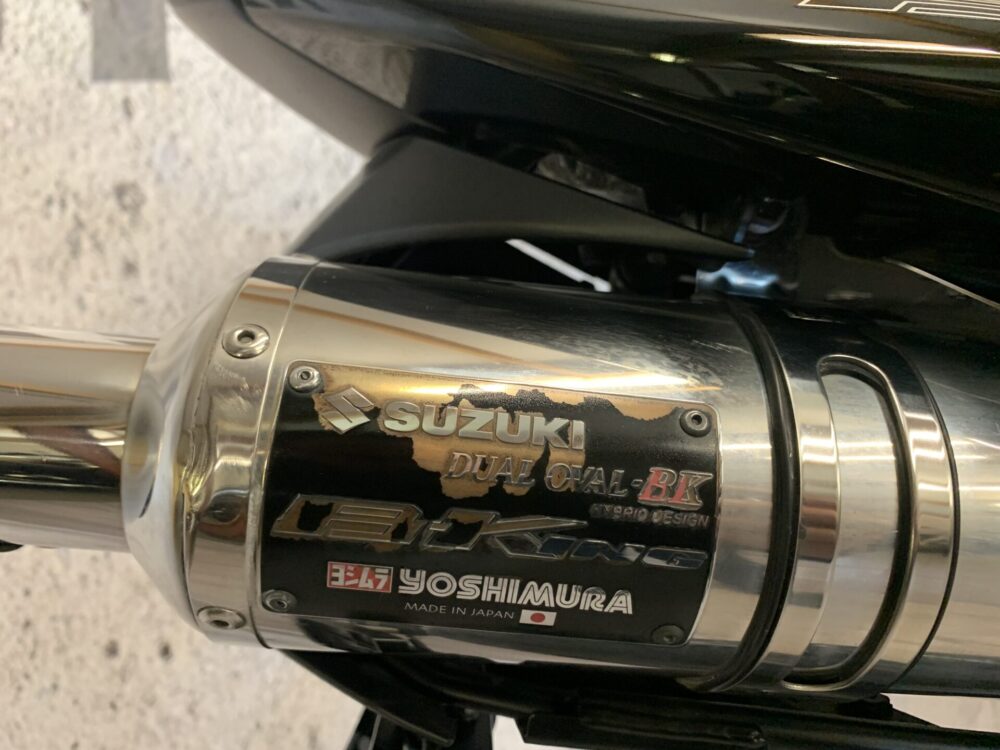 SUZUKI
DUAL OVAL-BK
HYBRID DESIGN
B-KING
ヨシムラ YOSHIMURA
MADE IN JAPAN